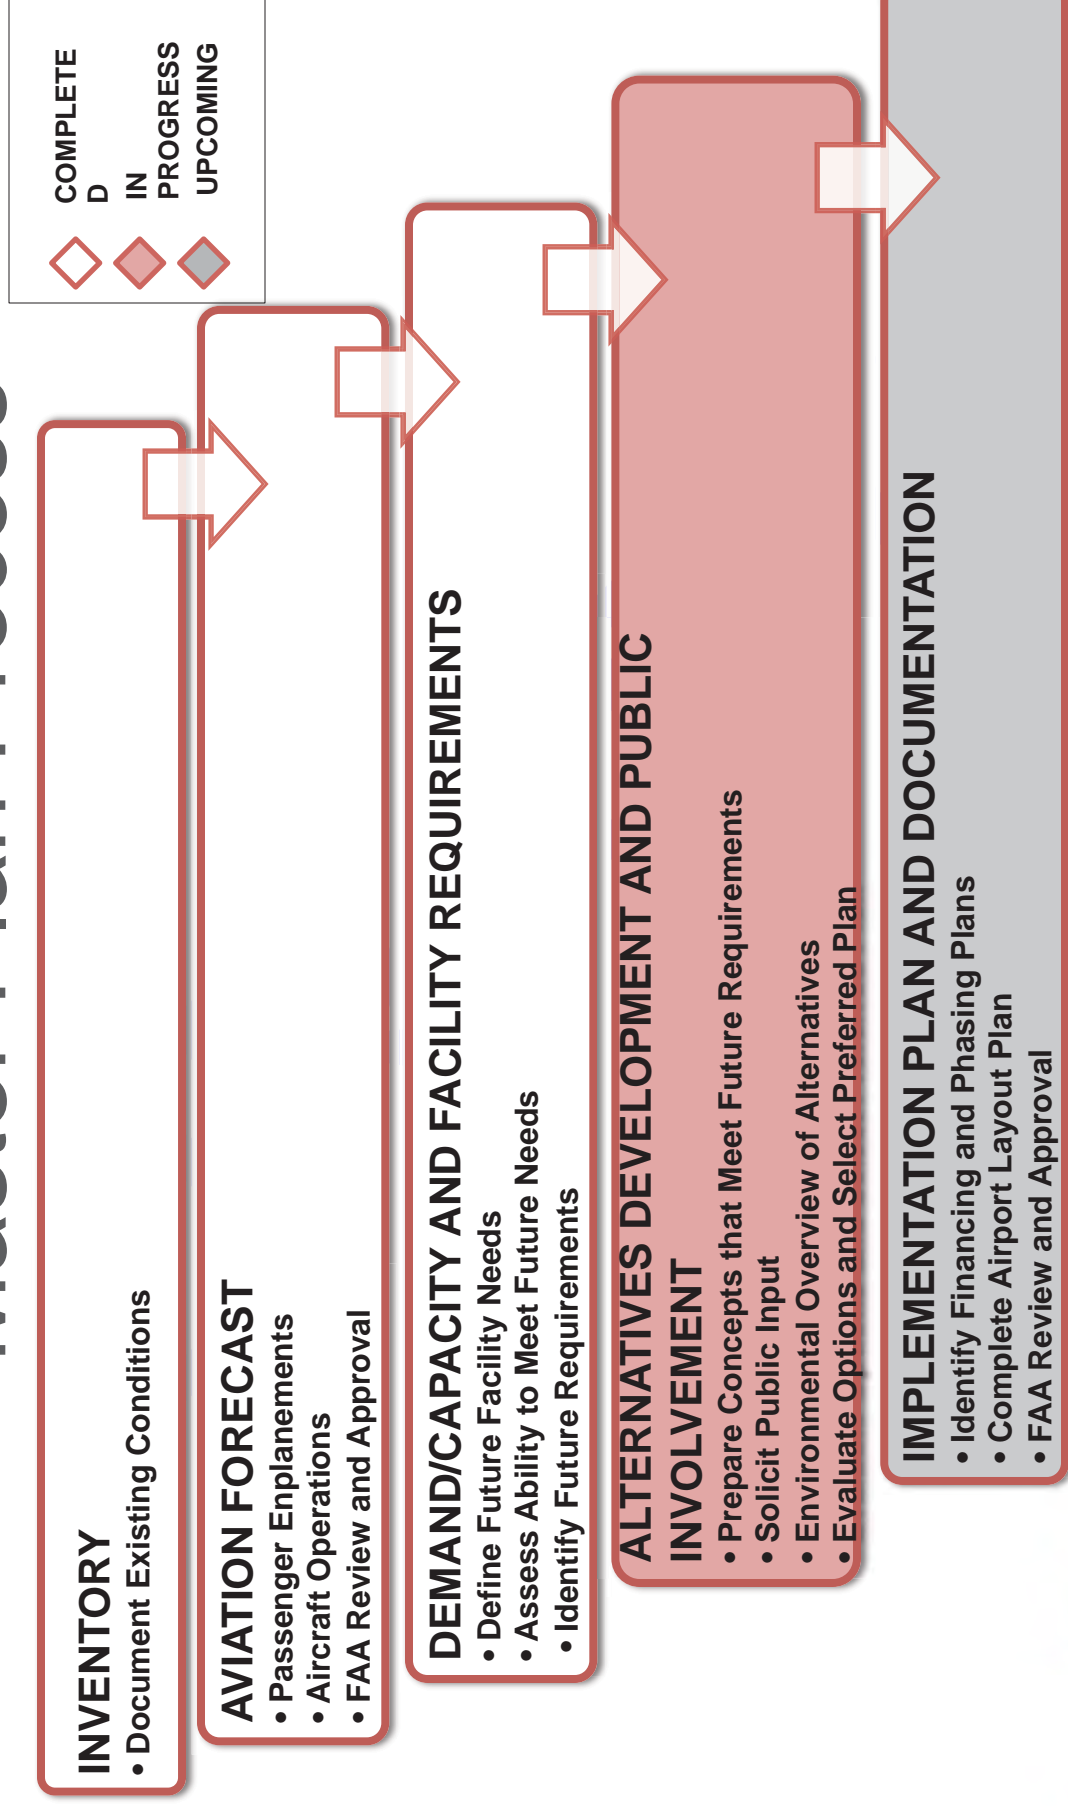 Master Plan Process
COMPLETE
D
IN
PROGRESS
UPCOMING
INVENTORY
• Document Existing Conditions
AVIATION FORECAST
• Passenger Enplanements
• Aircraft Operations
• FAA Review and Approval
DEMAND/CAPACITY AND FACILITY REQUIREMENTS
• Define Future Facility Needs
• Assess Ability to Meet Future Needs
• Identify Future Requirements
ALTERNATIVES DEVELOPMENT AND PUBLIC
INVOLVEMENT
• Prepare Concepts that Meet Future Requirements
• Solicit Public Input
• Environmental Overview of Alternatives
• Evaluate Options and Select Preferred Plan
IMPLEMENTATION PLAN AND DOCUMENTATION
• Identify Financing and Phasing Plans
• Complete Airport Layout Plan
• FAA Review and Approval